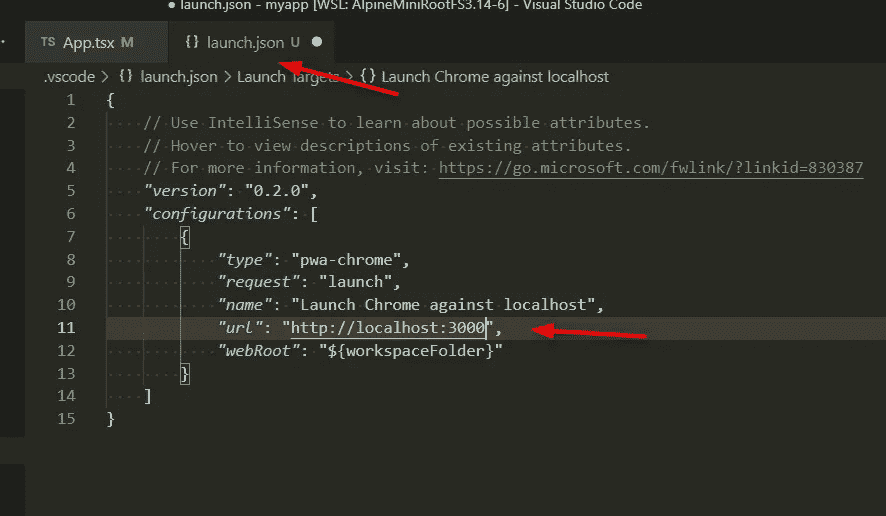 ● launch.json - myapp [WSL: AlpineMiniRootFS3.14-6] - Visual Studio Code
TS App.tsx M {} launch.json U ●
.vscode > {} launch.json > Launch Targets > {} Launch Chrome against localhost
1 {
2 // Use IntelliSense to learn about possible attributes.
3 // Hover to view descriptions of existing attributes.
4 // For more information, visit: https://go.microsoft.com/fwlink/?linkid=830387
5 "version": "0.2.0",
6 "configurations": [
7 {
8 "type": "pwa-chrome",
9 "request": "launch",
10 "name": "Launch Chrome against localhost",
11 "url": "http://localhost:3000",
12 "webRoot": "${workspaceFolder}"
13 }
14 ]
15 }